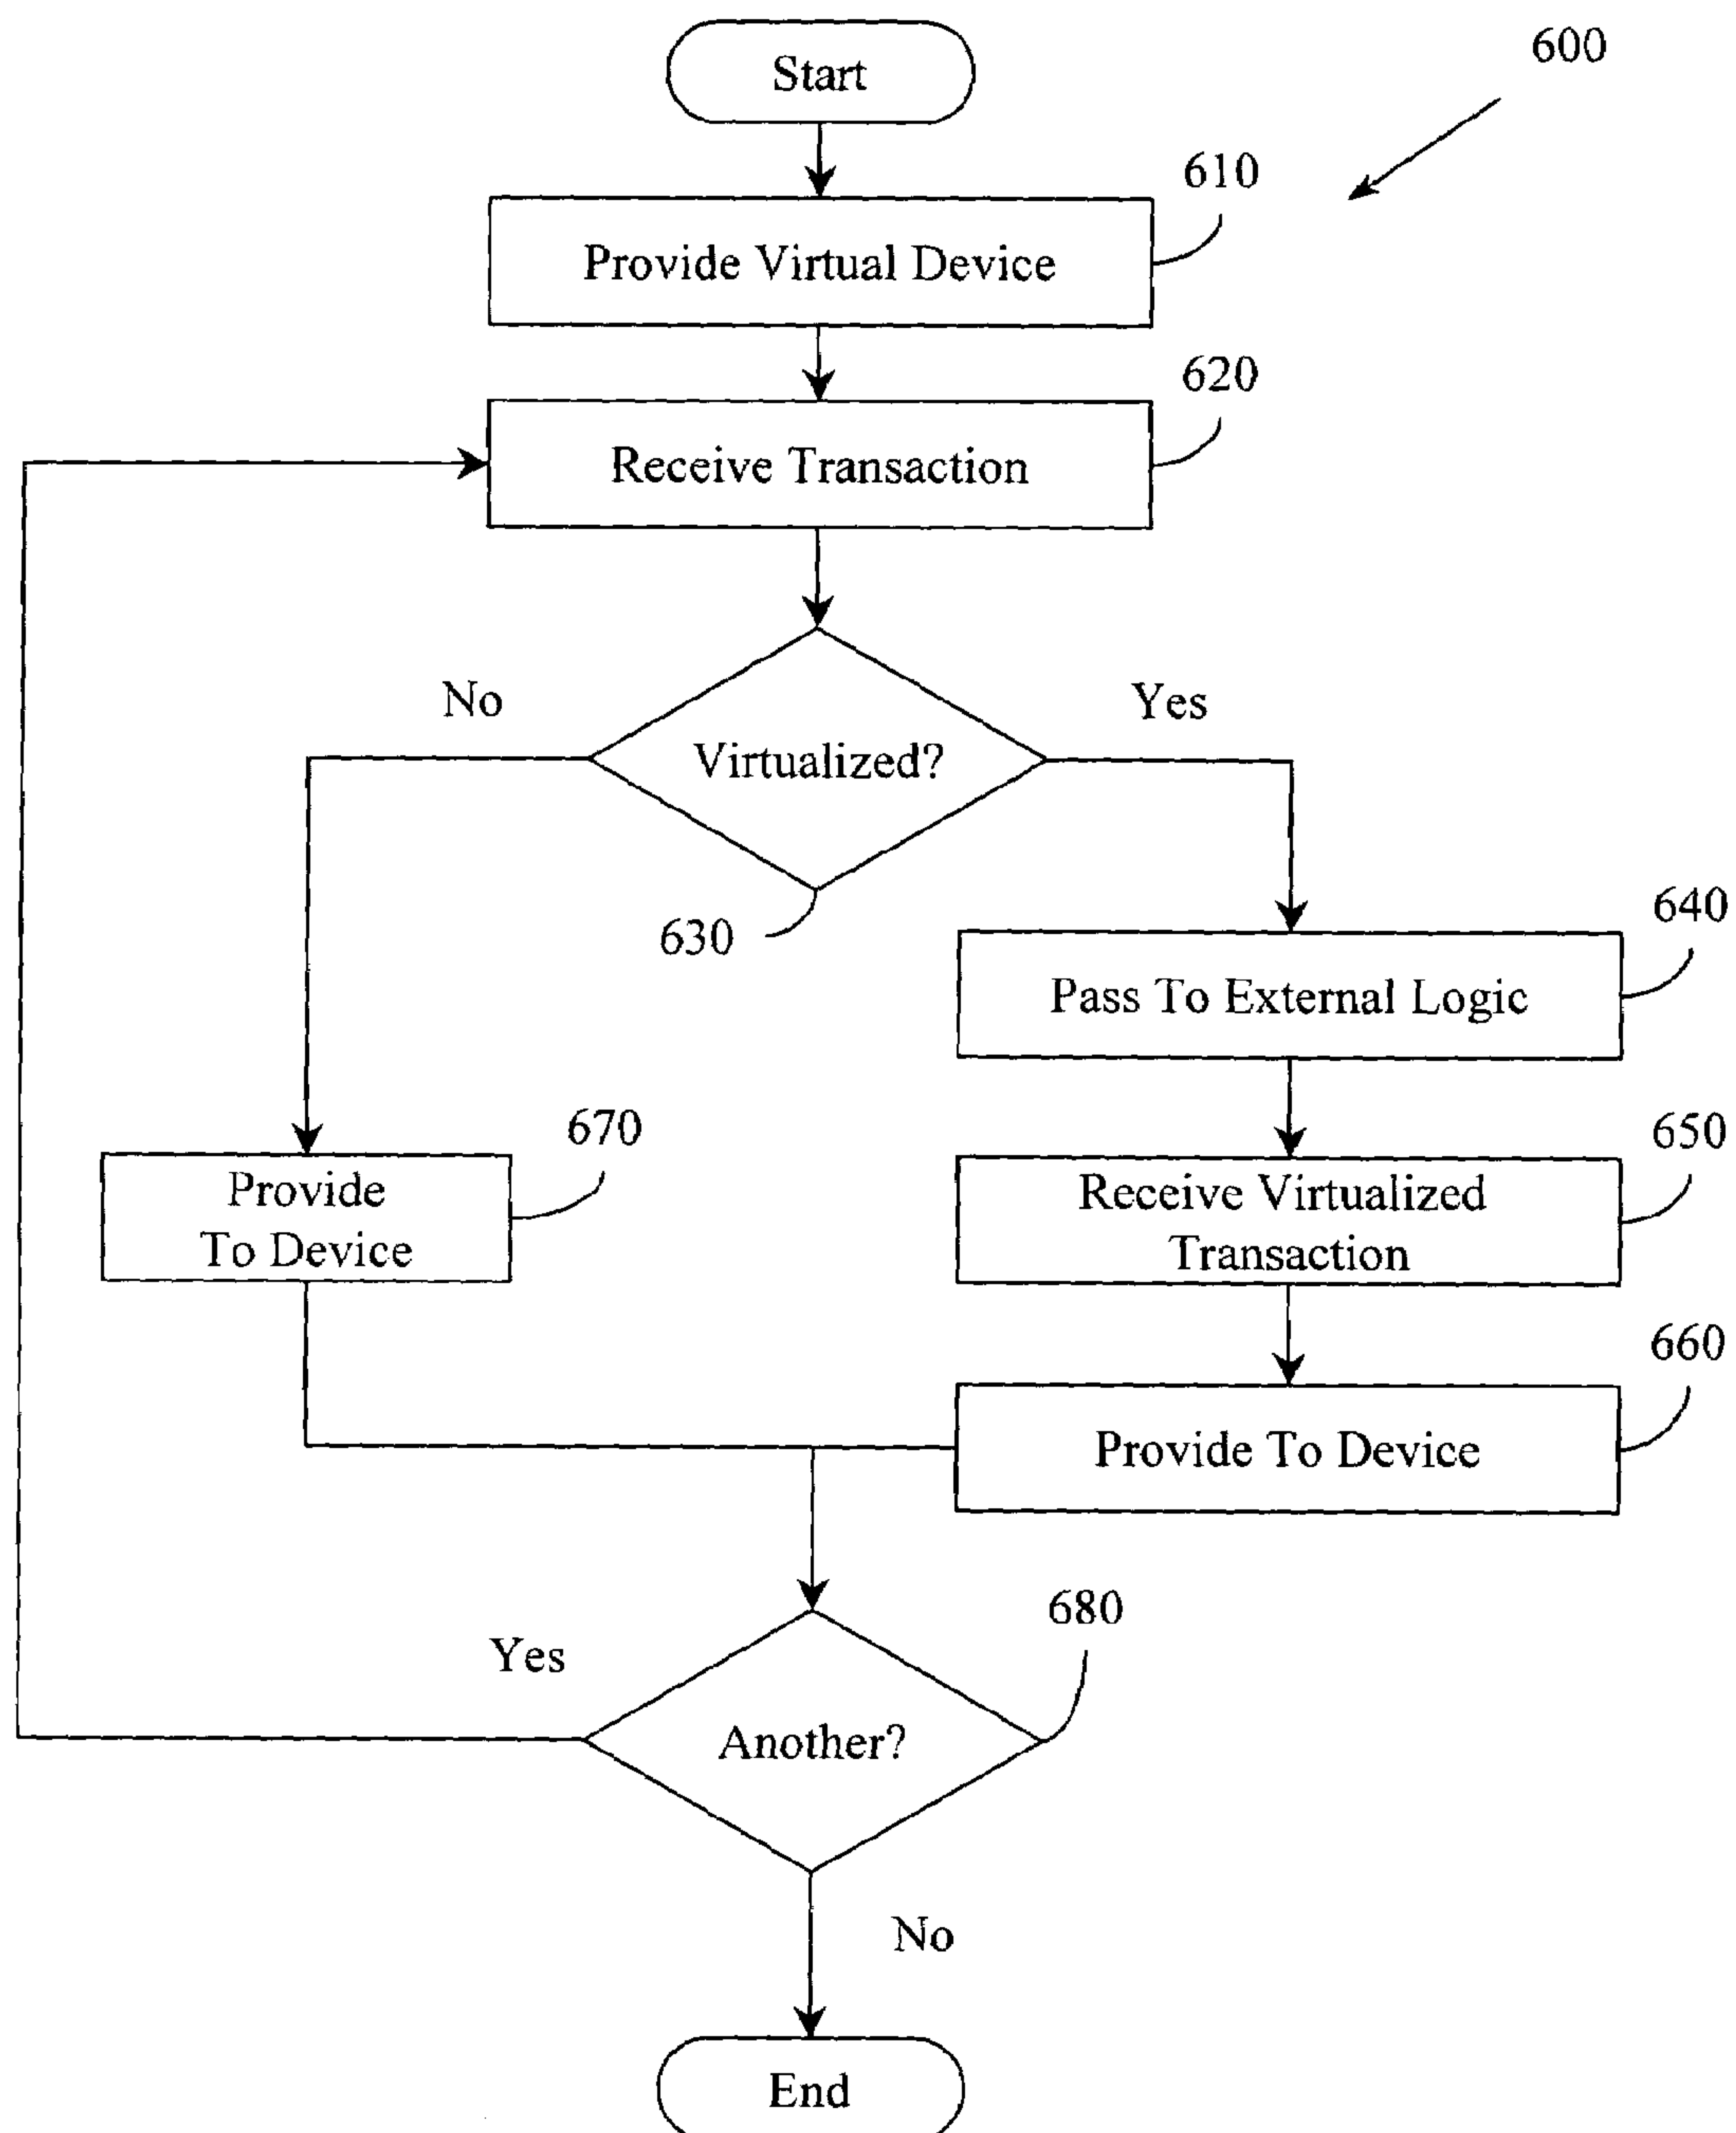 Start
600
610
Provide Virtual Device
620
Receive Transaction
No
Yes
Virtualized?
630
640
Pass To External Logic
670
Provide
To Device
650
Receive Virtualized
Transaction
660
Provide To Device
680
Yes
Another?
No
End